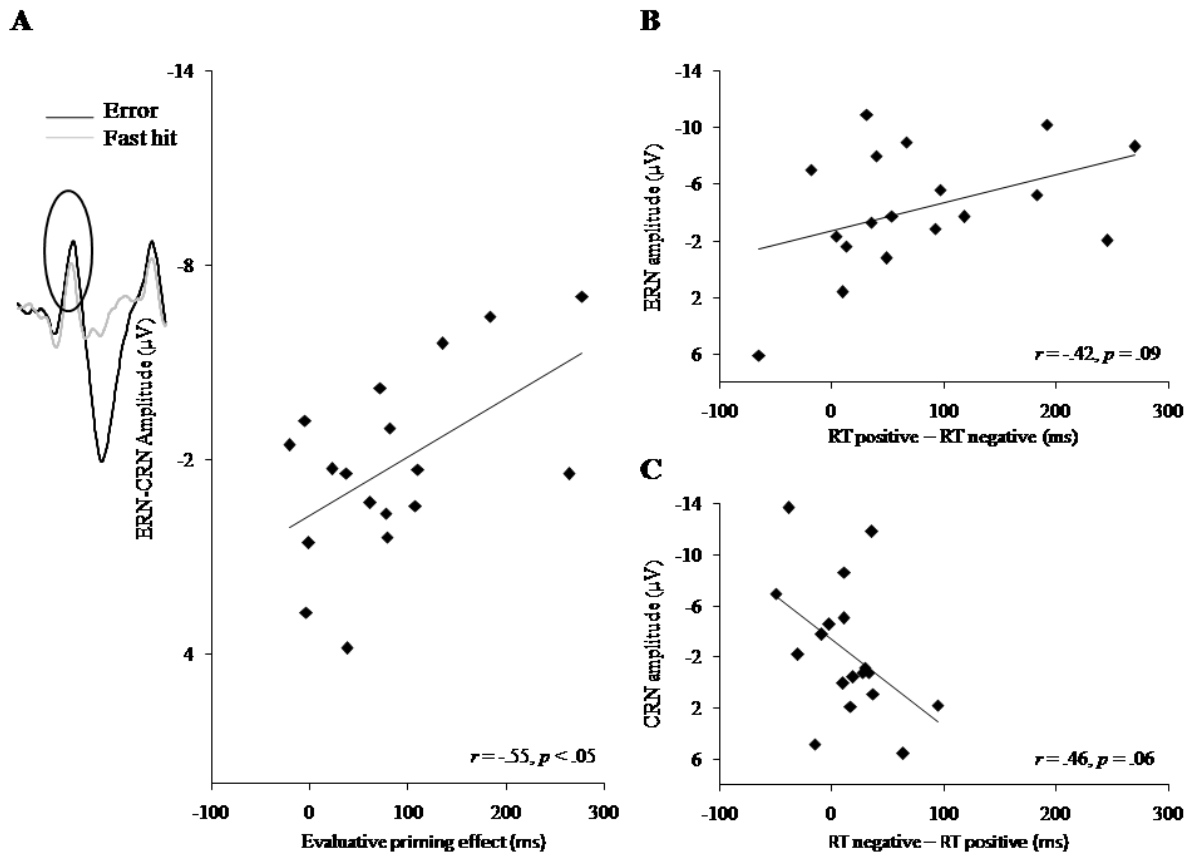 A
Error
Fast hit
-14
-8
-2
4
ERN-CRN Amplitude (μV)
r = -.55, p < .05
-100
0
100
200
300
Evaluative priming effect (ms)
B
-14
-10
-6
-2
2
6
ERN amplitude (μV)
r = -.42, p = .09
-100
0
100
200
300
RT positive – RT negative (ms)
C
-14
-10
-6
-2
2
6
CRN amplitude (μV)
r = .46, p = .06
-100
0
100
200
300
RT negative – RT positive (ms)